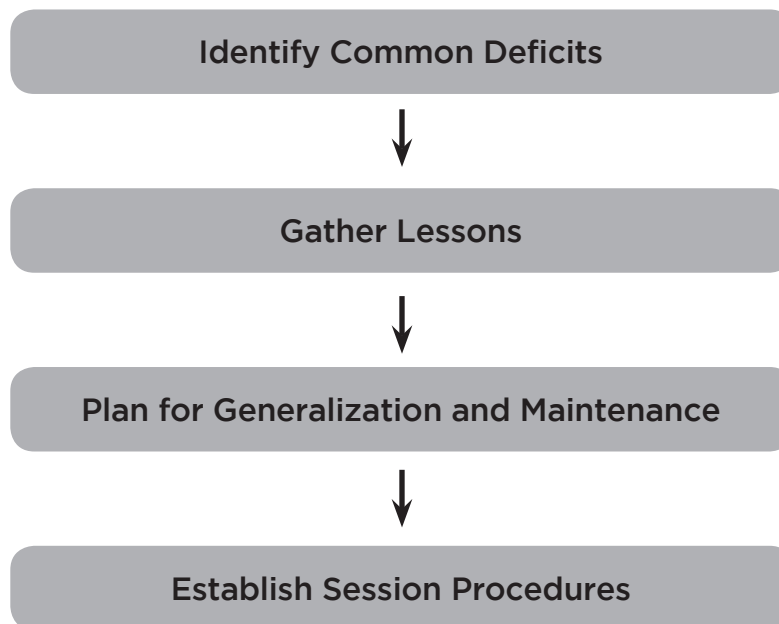 Identify Common Deficits
Gather Lessons
Plan for Generalization and Maintenance
Establish Session Procedures